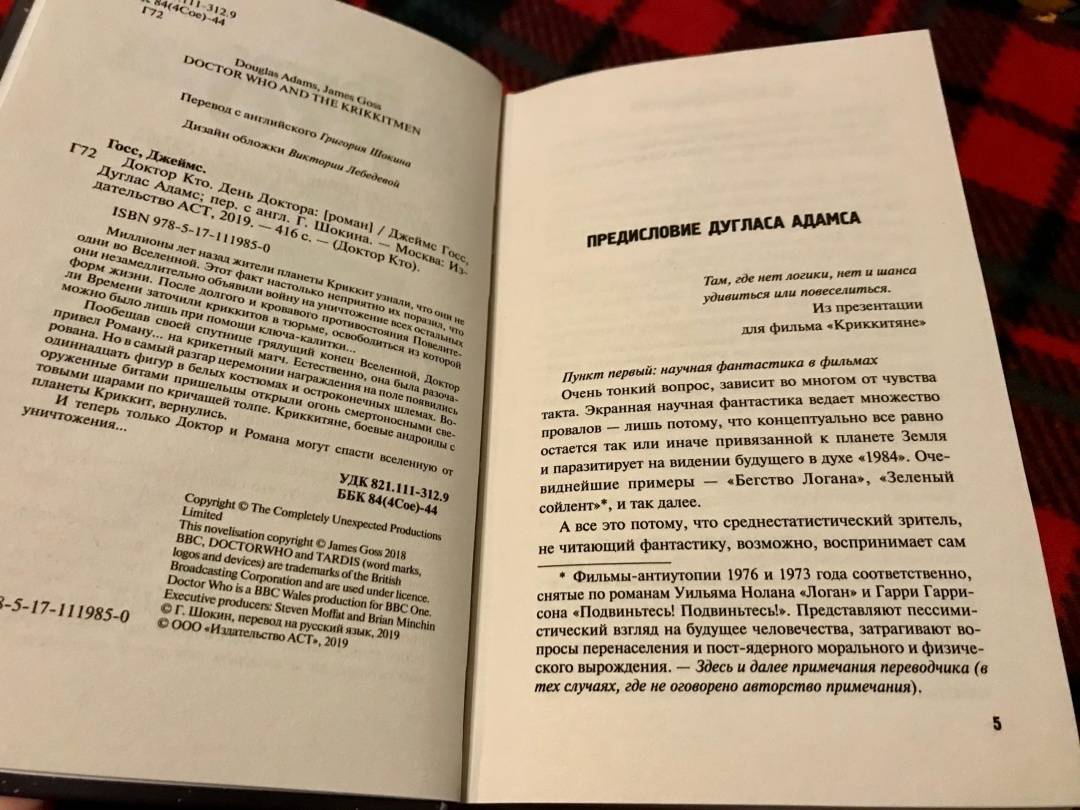 111-312.9
К 84(4Сое)-44
Г72
Douglas Adams, James Goss
DOCTOR WHO AND THE KRIKKITMEN
Перевод с английского Григория Шокина
Дизайн обложки Виктории Лебедевой
Госс, Джеймс.
Г72 Доктор Кто. День Доктора: [роман] / Джеймс Госс,
Дуглас Адамс; пер. с англ. Г. Шокина. — Москва: Из-
дательство АСТ, 2019. — 416 с. — (Доктор Кто).
ISBN 978-5-17-111985-0
Миллионы лет назад жители планеты Криккит узнали, что они не
одни во Вселенной. Этот факт настолько неприятно их поразил, что
они незамедлительно объявили войну на уничтожение всех остальных
форм жизни. После долгого и кровавого противостояния Повелите-
ли Времени заточили криккитов в тюрьме, освободиться из которой
можно было лишь при помощи ключа-калитки...
Пообещав своей спутнице грядущий конец Вселенной, Доктор
привел Роману... на крикетный матч. Естественно, она была разоча-
рована. Но в самый разгар церемонии награждения на поле появились
одиннадцать фигур в белых костюмах и остроконечных шлемах. Во-
оруженные битами пришельцы открыли огонь смертоносными све-
товыми шарами по кричащей толпе. Криккитяне, боевые андроиды с
планеты Криккит, вернулись.
И теперь только Доктор и Романа могут спасти вселенную от
уничтожения...
УДК 821.111-312.9
ББК 84(4Сое)-44
Copyright © The Completely Unexpected Productions
Limited
This novelisation copyright © James Goss 2018
BBC, DOCTORWHO and TARDIS (word marks,
logos and devices) are trademarks of the British
Broadcasting Corporation and are used under licence.
Doctor Who is a BBC Wales production for BBC One.
Executive producers: Steven Moffat and Brian Minchin
© Г. Шокин, перевод на русский язык, 2019
© ООО «Издательство АСТ», 2019
8-5-17-111985-0
ПРЕДИСЛОВИЕ ДУГЛАСА АДАМСА
Там, где нет логики, нет и шанса
удивиться или повеселиться.
Из презентации
для фильма «Криккитяне»
Пункт первый: научная фантастика в фильмах
Очень тонкий вопрос, зависит во многом от чувства
такта. Экранная научная фантастика ведает множество
провалов — лишь потому, что концептуально все равно
остается так или иначе привязанной к планете Земля
и паразитирует на видении будущего в духе «1984». Оче-
виднейшие примеры — «Бегство Логана», «Зеленый
сойлент»*, и так далее.
А все это потому, что среднестатистический зритель,
не читающий фантастику, возможно, воспринимает сам
* Фильмы-антиутопии 1976 и 1973 года соответственно,
снятые по романам Уильяма Нолана «Логан» и Гарри Гарри-
сона «Подвиньтесь! Подвиньтесь!». Представляют пессими-
стический взгляд на будущее человечества, затрагивают во-
просы перенаселения и пост-ядерного морального и физиче-
ского вырождения. — Здесь и далее примечания переводчика (в
тех случаях, где не оговорено авторство примечания).
5